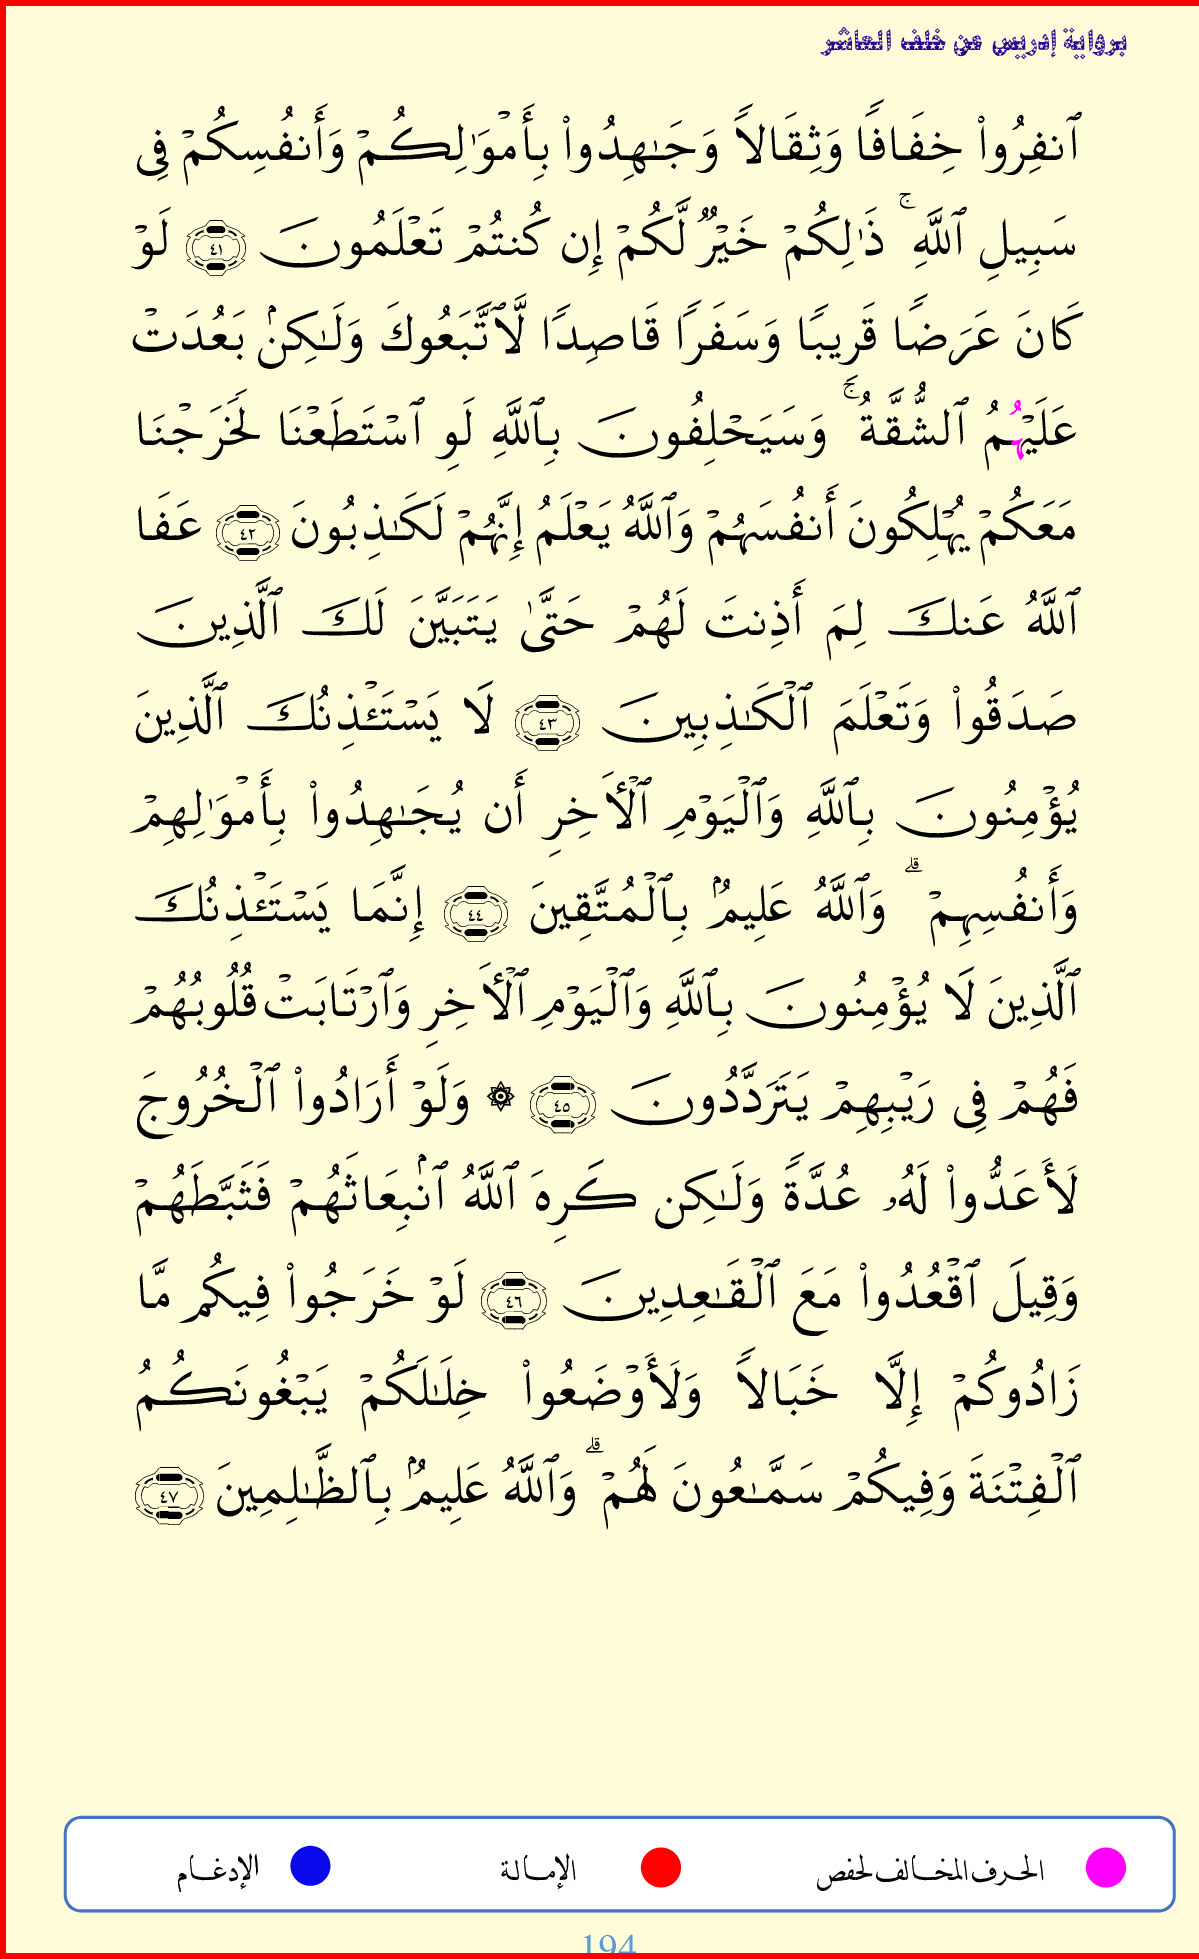 برواية إدريس عن خلف العاشر
ٱنفِرُواْ خِفَافًا وَثِقَالًا وَجَٰهِدُواْ بِأَمْوَٰلِكُمْ وَأَنفُسِكُمْ فِى
سَبِيلِ ٱللَّهِ ۚ ذَٰلِكُمْ خَيْرٌ لَّكُمْ إِن كُنتُمْ تَعْلَمُونَ ٤١ لَوْ
كَانَ عَرَضًا قَرِيبًا وَسَفَرًا قَاصِدًا لَّٱتَّبَعُوكَ وَلَٰكِنۢ بَعُدَتْ
عَلَيْهُمُ ٱلشُّقَّةُ ۚ وَسَيَحْلِفُونَ بِٱللَّهِ لَوِ ٱسْتَطَعْنَا لَخَرَجْنَا
مَعَكُمْ يُهْلِكُونَ أَنفُسَهُمْ وَٱللَّهُ يَعْلَمُ إِنَّهُمْ لَكَٰذِبُونَ ٤٢ عَفَا
ٱللَّهُ عَنكَ لِمَ أَذِنتَ لَهُمْ حَتَّىٰ يَتَبَيَّنَ لَكَ ٱلَّذِينَ
صَدَقُواْ وَتَعْلَمَ ٱلْكَٰذِبِينَ ٤٣ لَا يَسْتَـْٔذِنُكَ ٱلَّذِينَ
يُؤْمِنُونَ بِٱللَّهِ وَٱلْيَوْمِ ٱلْأَخِرِ أَن يُجَٰهِدُواْ بِأَمْوَٰلِهِمْ
وَأَنفُسِهِمْ ۗ وَٱللَّهُ عَلِيمٌۢ بِٱلْمُتَّقِينَ ٤٤ إِنَّمَا يَسْتَـْٔذِنُكَ
ٱلَّذِينَ لَا يُؤْمِنُونَ بِٱللَّهِ وَٱلْيَوْمِ ٱلْأَخِرِ وَٱرْتَابَتْ قُلُوبُهُمْ
فَهُمْ فِى رَيْبِهِمْ يَتَرَدَّدُونَ ٤٥ ۞ وَلَوْ أَرَادُواْ ٱلْخُرُوجَ
لَأَعَدُّواْ لَهُۥ عُدَّةً وَلَٰكِن كَرِهَ ٱللَّهُ ٱنۢبِعَاثَهُمْ فَثَبَّطَهُمْ
وَقِيلَ ٱقْعُدُواْ مَعَ ٱلْقَٰعِدِينَ ٤٦ لَوْ خَرَجُواْ فِيكُم مَّا
زَادُوكُمْ إِلَّا خَبَالًا وَلَأَوْضَعُواْ خِلَٰلَكُمْ يَبْغُونَكُمُ
ٱلْفِتْنَةَ وَفِيكُمْ سَمَّٰعُونَ لَهُمْ ۗ وَٱللَّهُ عَلِيمٌۢ بِٱلظَّٰلِمِينَ ٤٧
الحرف المخالف لحفص الإمالة الإدغام
194